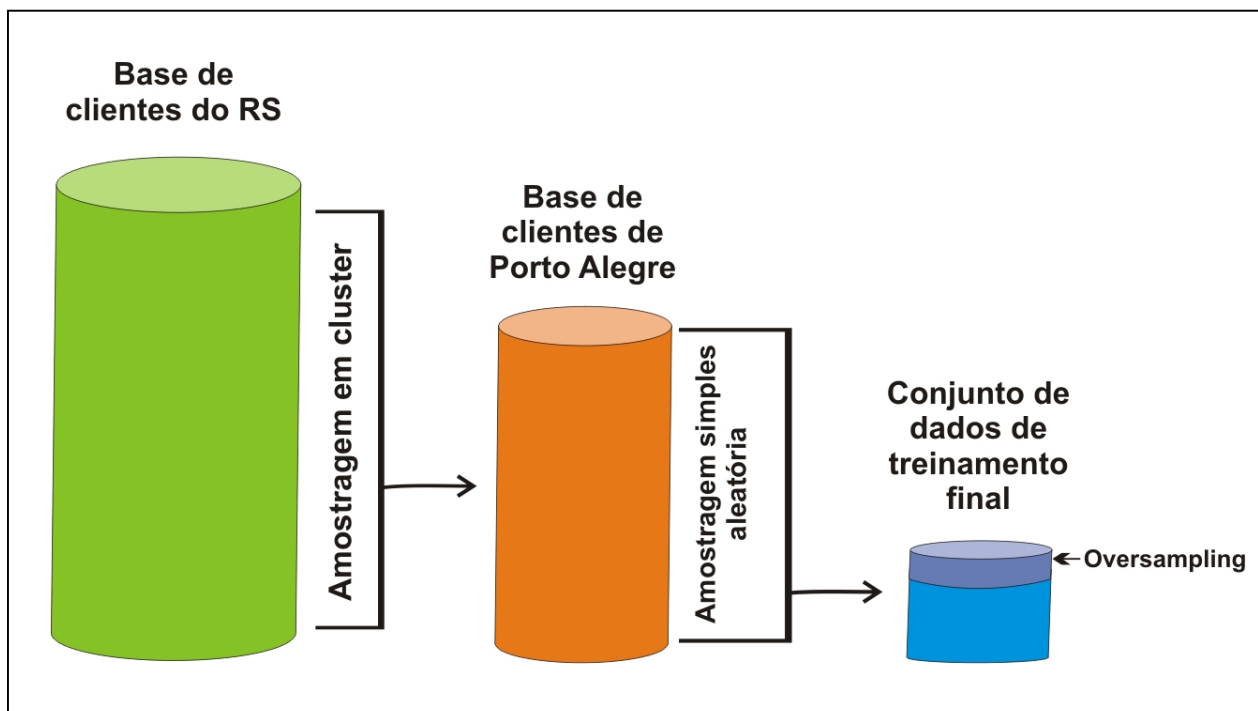 Base de
clientes do RS
Amostragem em cluster
Base de
clientes de
Porto Alegre
Amostragem simples
aleatória
Conjunto de
dados de
treinamento
final
Oversampling